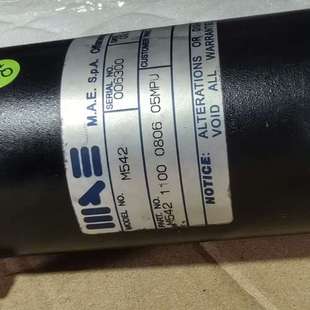 MAE
M.A.E. S.p.A.
MODEL NO. M542
SERIAL NO. 006300
PART. NO. M542 1100 0806 05MPU
CUSTOMER
NOTICE: ALTERATIONS OR
VOID ALL WARRANT